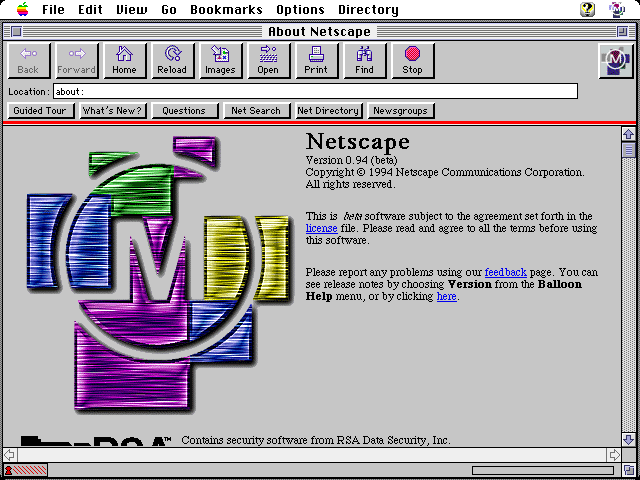 File Edit View Go Bookmarks Options Directory
About Netscape
Back Forward Home Reload Images Open Print Find Stop
Location: about:
Guided Tour What's New? Questions Net Search Net Directory Newsgroups
Netscape
Version 0.94 (beta)
Copyright © 1994 Netscape Communications Corporation.
All rights reserved.
This is beta software subject to the agreement set forth in the
license file. Please read and agree to all the terms before using
this software.
Please report any problems using our feedback page. You can
see release notes by choosing Version from the Balloon
Help menu, or by clicking here.
M
RSA™ Contains security software from RSA Data Security, Inc.